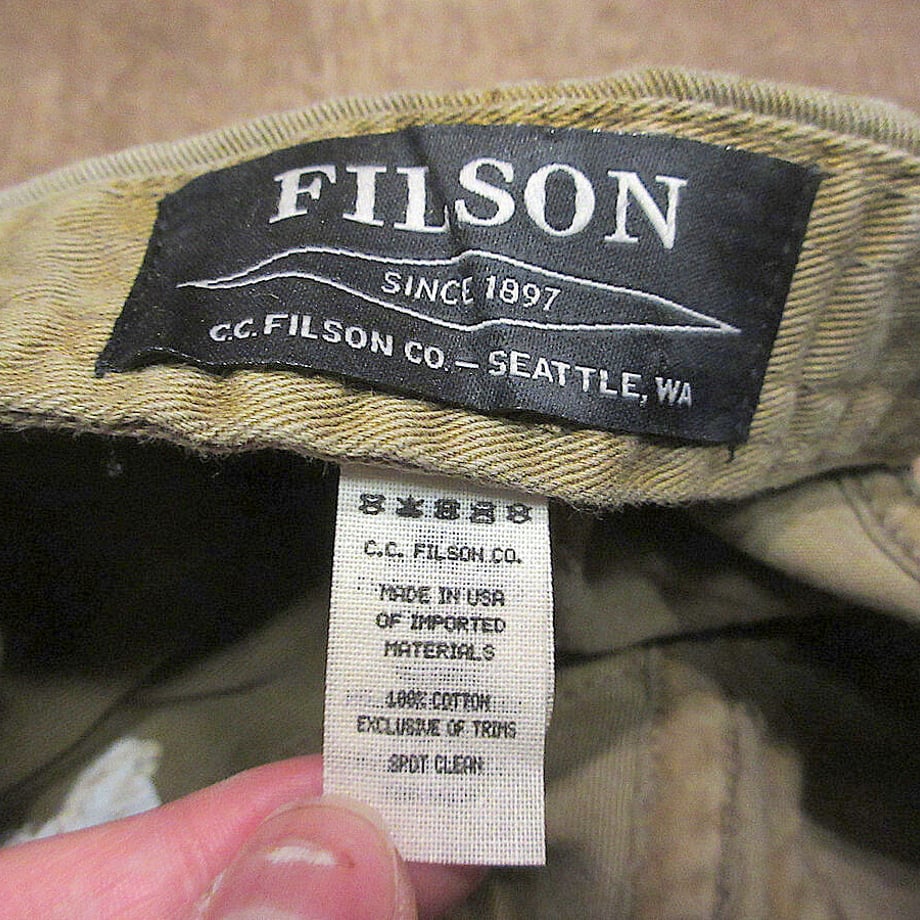 FILSON
SINCE 1897
C.C. FILSON CO. — SEATTLE, WA
C.C. FILSON CO.
MADE IN USA
OF IMPORTED
MATERIALS
100% COTTON
EXCLUSIVE OF TRIMS
SPOT CLEAN